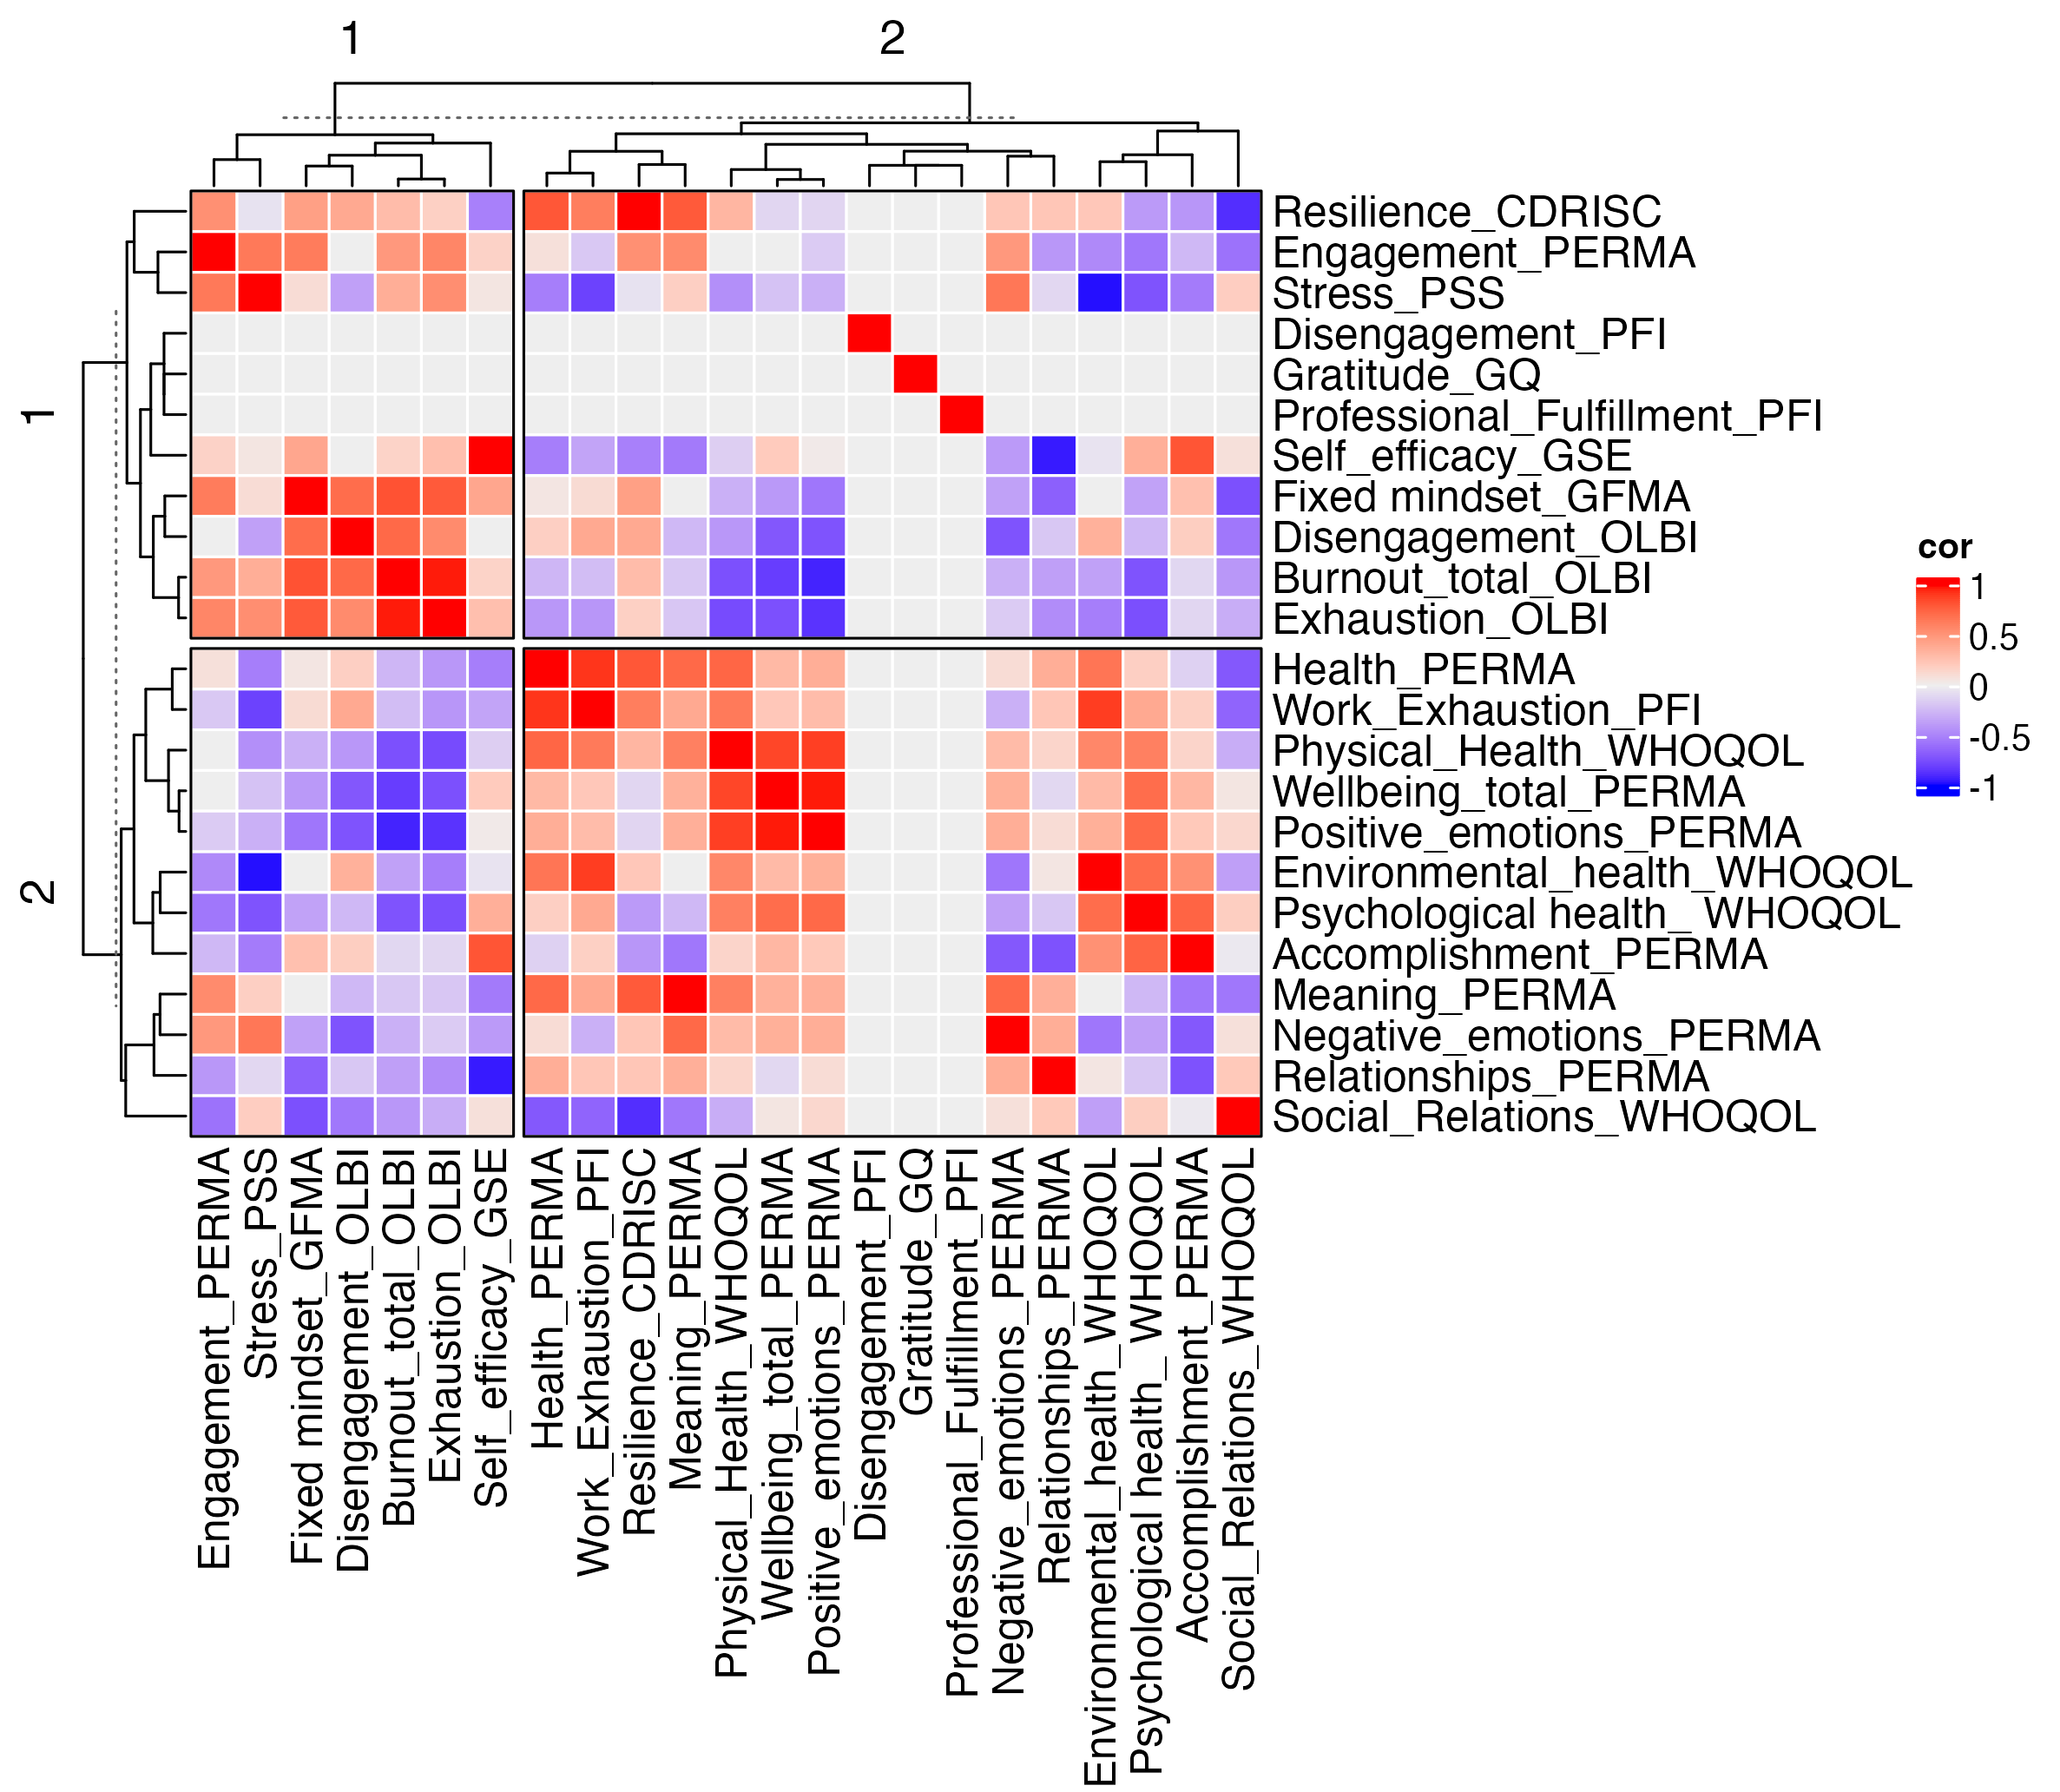 1
2
1
2
Resilience_CDRISC
Engagement_PERMA
Stress_PSS
Disengagement_PFI
Gratitude_GQ
Professional_Fulfillment_PFI
Self_efficacy_GSE
Fixed mindset_GFMA
Disengagement_OLBI
Burnout_total_OLBI
Exhaustion_OLBI
Health_PERMA
Work_Exhaustion_PFI
Physical_Health_WHOQOL
Wellbeing_total_PERMA
Positive_emotions_PERMA
Environmental_health_WHOQOL
Psychological health_ WHOQOL
Accomplishment_PERMA
Meaning_PERMA
Negative_emotions_PERMA
Relationships_PERMA
Social_Relations_WHOQOL
cor
1
0.5
0
-0.5
-1
Engagement_PERMA
Stress_PSS
Fixed mindset_GFMA
Disengagement_OLBI
Burnout_total_OLBI
Exhaustion_OLBI
Self_efficacy_GSE
Health_PERMA
Work_Exhaustion_PFI
Resilience_CDRISC
Meaning_PERMA
Physical_Health_WHOQOL
Wellbeing_total_PERMA
Positive_emotions_PERMA
Disengagement_PFI
Gratitude_GQ
Professional_Fulfillment_PFI
Negative_emotions_PERMA
Relationships_PERMA
Environmental_health_WHOQOL
Psychological health_ WHOQOL
Accomplishment_PERMA
Social_Relations_WHOQOL